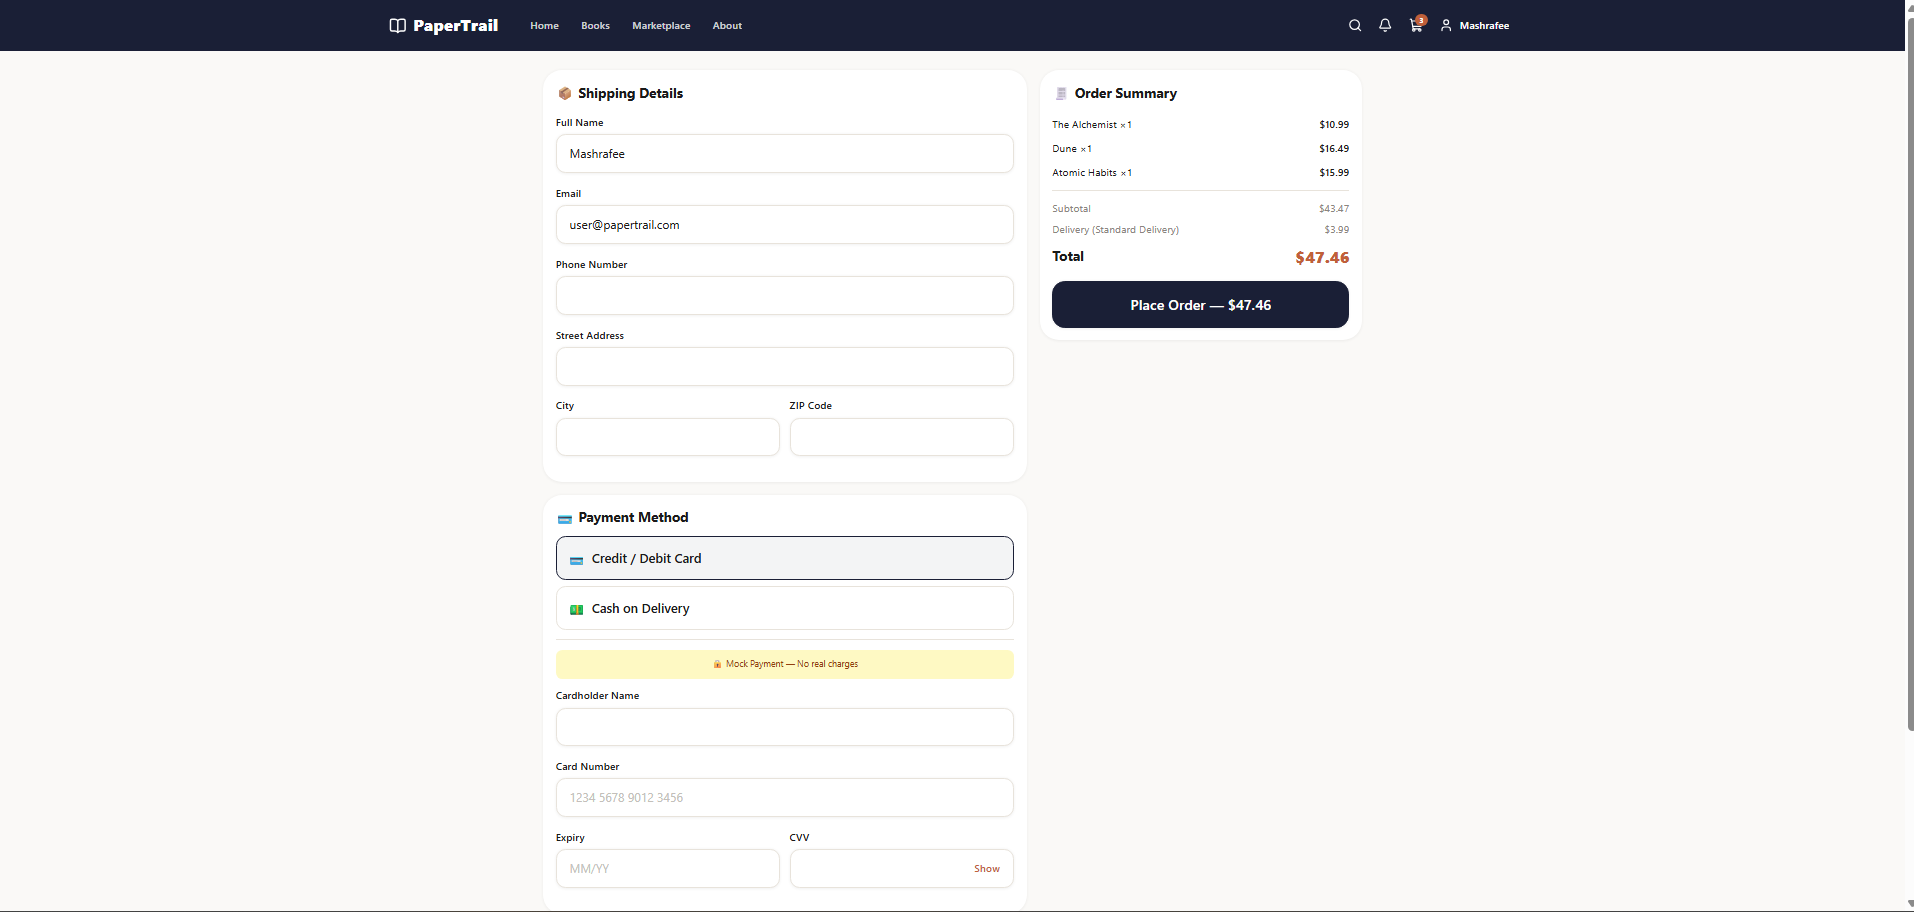 PaperTrail Home Books Marketplace About 3 Mashrafee
Shipping Details
Full Name
Mashrafee
Email
user@papertrail.com
Phone Number
Street Address
City ZIP Code
Payment Method
Credit / Debit Card
Cash on Delivery
Mock Payment — No real charges
Cardholder Name
Card Number
1234 5678 9012 3456
Expiry CVV
MM/YY Show
Order Summary
The Alchemist ×1 $10.99
Dune ×1 $16.49
Atomic Habits ×1 $15.99
Subtotal $43.47
Delivery (Standard Delivery) $3.99
Total $47.46
Place Order — $47.46